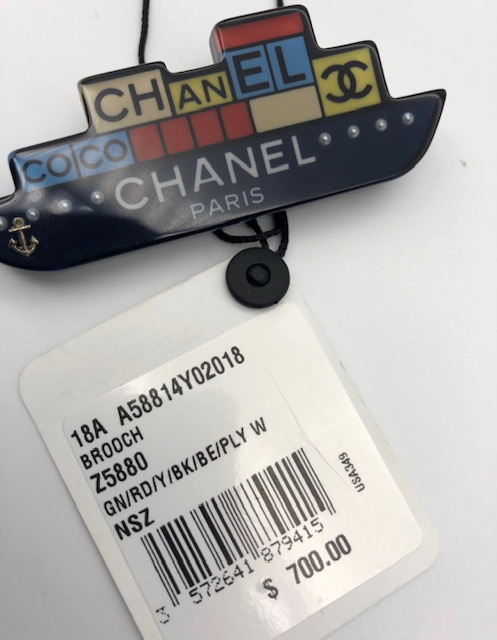 CHANEL
COCO
CHANEL
PARIS
18A A58814Y02018
BROOCH
Z5880
GN/RD/Y/BK/BE/PLY W
NSZ
USA349
3 572641 879415
$ 700.00